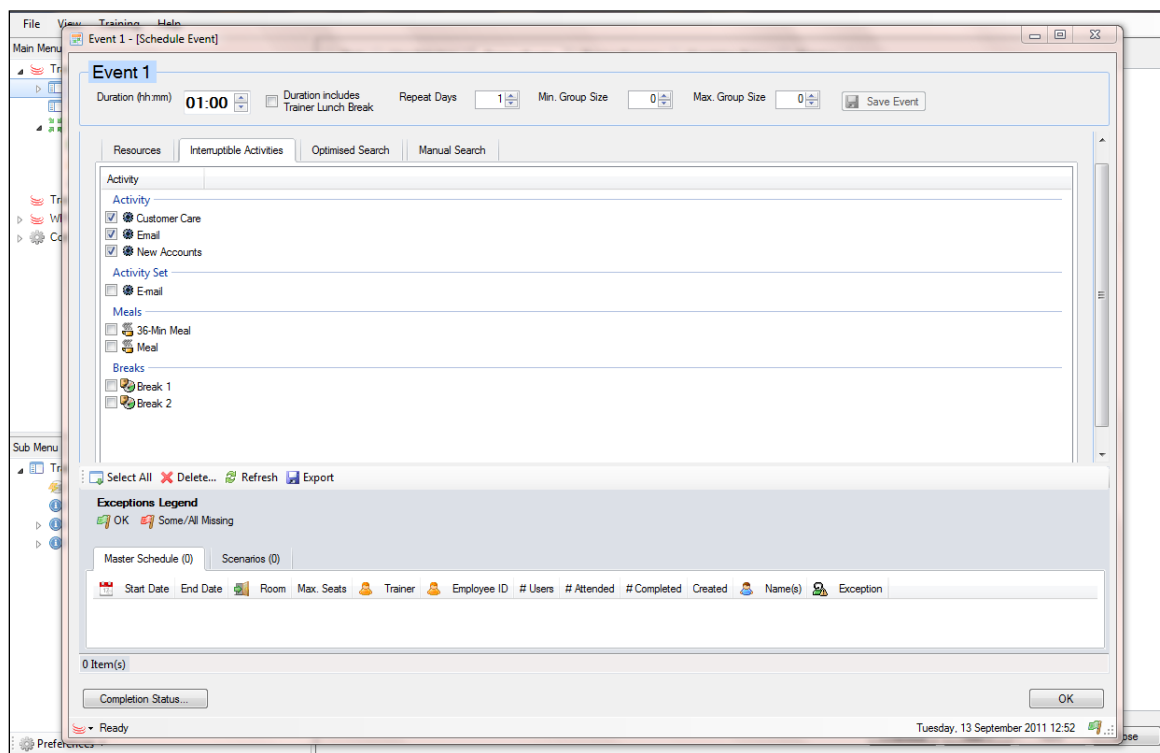 File View Training Help
Event 1 - [Schedule Event]
Main Menu
Event 1
Duration (hh:mm) 01:00 Duration includes Trainer Lunch Break Repeat Days 1 Min. Group Size 0 Max. Group Size 0 Save Event
Resources Interruptible Activities Optimised Search Manual Search
Activity
Activity
Customer Care
Email
New Accounts
Activity Set
E-mail
Meals
36-Min Meal
Meal
Breaks
Break 1
Break 2
Sub Menu
Select All Delete... Refresh Export
Exceptions Legend
OK Some/All Missing
Master Schedule (0) Scenarios (0)
Start Date End Date Room Max. Seats Trainer Employee ID # Users # Attended # Completed Created Name(s) Exception
0 Item(s)
Completion Status... OK
Ready Tuesday, 13 September 2011 12:52
Preferences